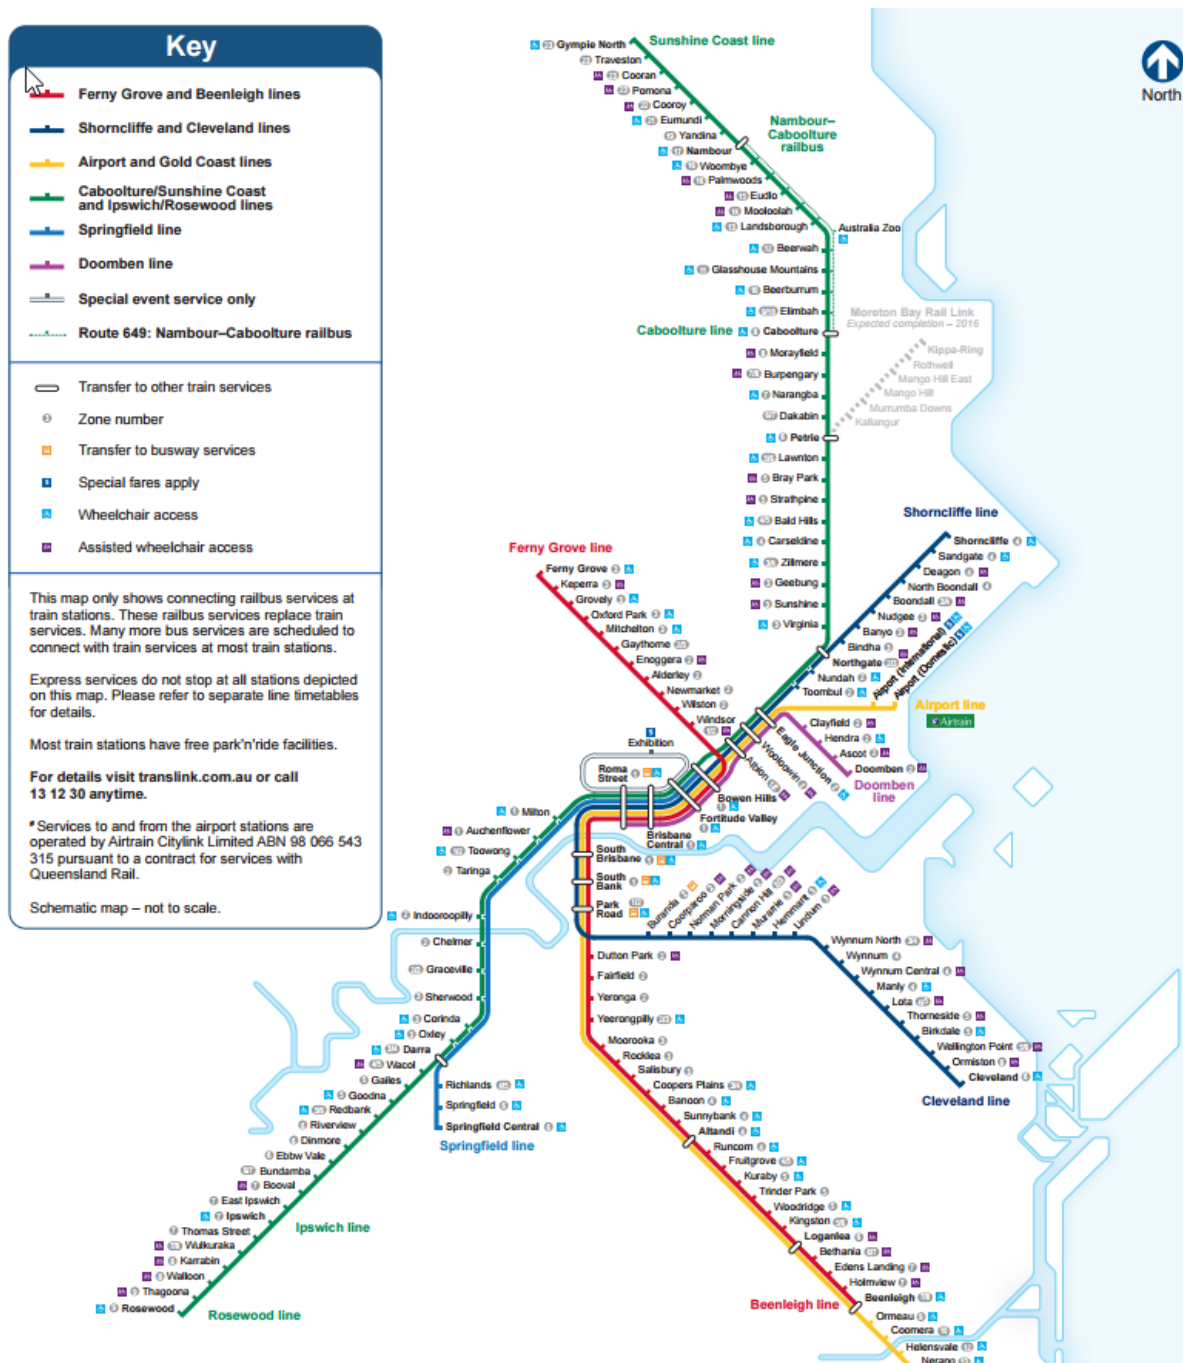 Key
Ferny Grove and Beenleigh lines
Shorncliffe and Cleveland lines
Airport and Gold Coast lines
Caboolture/Sunshine Coast
and Ipswich/Rosewood lines
Springfield line
Doomben line
Special event service only
Route 649: Nambour–Caboolture railbus
Transfer to other train services
Zone number
Transfer to busway services
Special fares apply
Wheelchair access
Assisted wheelchair access
This map only shows connecting railbus services at
train stations. These railbus services replace train
services. Many more bus services are scheduled to
connect with train services at most train stations.
Express services do not stop at all stations depicted
on this map. Please refer to separate line timetables
for details.
Most train stations have free park'n'ride facilities.
For details visit translink.com.au or call
13 12 30 anytime.
*Services to and from the airport stations are
operated by Airtrain Citylink Limited ABN 98 066 543
315 pursuant to a contract for services with
Queensland Rail.
Schematic map – not to scale.
North
Sunshine Coast line
Gympie North
Traveston
Cooran
Pomona
Cooroy
Eumundi
Yandina
Nambour
Woombye
Palmwoods
Eudlo
Mooloolah
Landsborough
Beerwah
Glasshouse Mountains
Beerburrum
Elimbah
Nambour–
Caboolture
railbus
Australia Zoo
Caboolture line
Caboolture
Morayfield
Burpengary
Narangba
Dakabin
Petrie
Lawnton
Bray Park
Strathpine
Bald Hills
Carseldine
Zillmere
Geebung
Sunshine
Virginia
Moreton Bay Rail Link
Expected completion – 2016
Kippa-Ring
Rothwell
Mango Hill East
Mango Hill
Murrumba Downs
Kallangur
Shorncliffe line
Shorncliffe
Sandgate
Deagon
North Boondall
Boondall
Nudgee
Banyo
Bindha
Northgate
Nundah
Toombul
Airport (International)
Airport (Domestic)
Airport line
Airtrain
Ferny Grove line
Ferny Grove
Keperra
Grovely
Oxford Park
Mitchelton
Gaythorne
Enoggera
Alderley
Newmarket
Wilston
Windsor
Clayfield
Hendra
Ascot
Doomben
Doomben
line
Eagle Junction
Wooloowin
Albion
Bowen Hills
Fortitude Valley
Brisbane
Central
Exhibition
Roma
Street
Milton
Auchenflower
Toowong
Taringa
Indooroopilly
Chelmer
Graceville
Sherwood
Corinda
Oxley
Darra
Wacol
Gailes
Goodna
Redbank
Riverview
Dinmore
Ebbw Vale
Bundamba
Booval
East Ipswich
Ipswich
Thomas Street
Wulkuraka
Karrabin
Walloon
Thagoona
Rosewood
Ipswich line
Rosewood line
Richlands
Springfield
Springfield Central
Springfield line
South
Brisbane
South
Bank
Park
Road
Buranda
Coorparoo
Norman Park
Morningside
Cannon Hill
Murarrie
Hemmant
Lindum
Wynnum North
Wynnum
Wynnum Central
Manly
Lota
Thorneside
Birkdale
Wellington Point
Ormiston
Cleveland
Cleveland line
Dutton Park
Fairfield
Yeronga
Yeerongpilly
Moorooka
Rocklea
Salisbury
Coopers Plains
Banoon
Sunnybank
Altandi
Runcorn
Fruitgrove
Kuraby
Trinder Park
Woodridge
Kingston
Loganlea
Bethania
Edens Landing
Holmview
Beenleigh
Beenleigh line
Ormeau
Coomera
Helensvale
Nerang